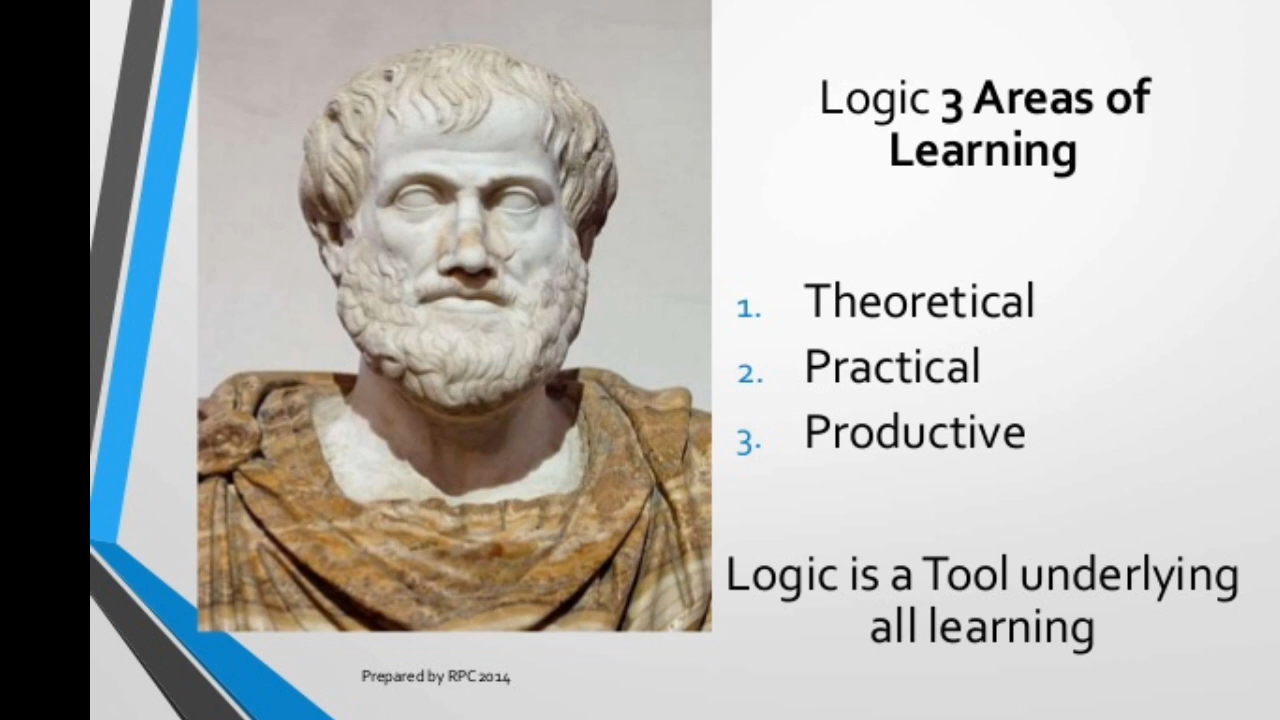 Logic 3 Areas of
Learning
1. Theoretical
2. Practical
3. Productive
Logic is a Tool underlying
all learning
Prepared by RPC 2014